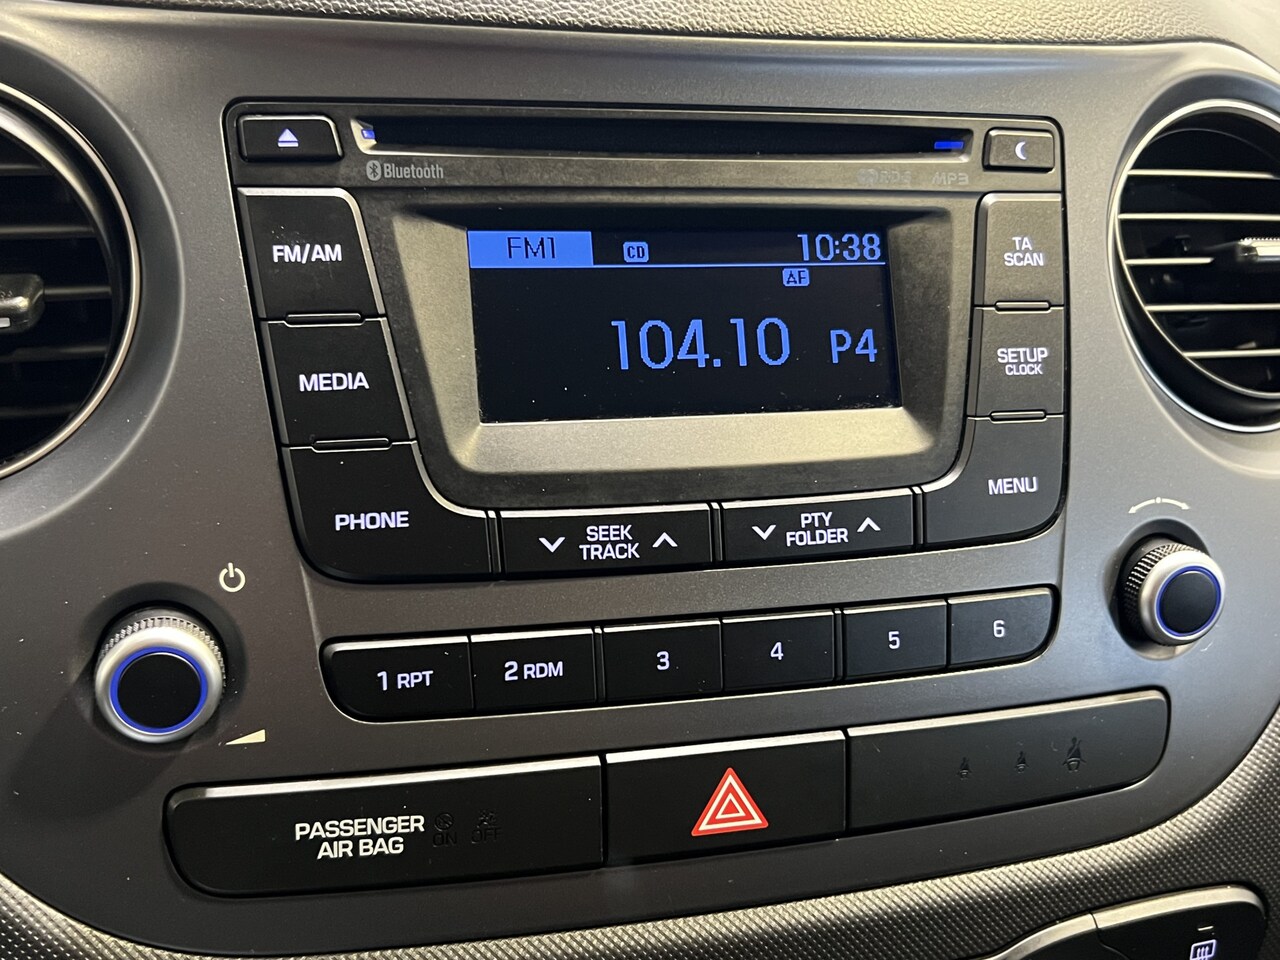 Bluetooth
RDS MP3
FM/AM
FM1 CD 10:38
AF
104.10 P4
TA
SCAN
MEDIA
SETUP
CLOCK
PHONE
SEEK
TRACK
PTY
FOLDER
MENU
1 RPT 2 RDM 3 4 5 6
PASSENGER
AIR BAG
ON OFF